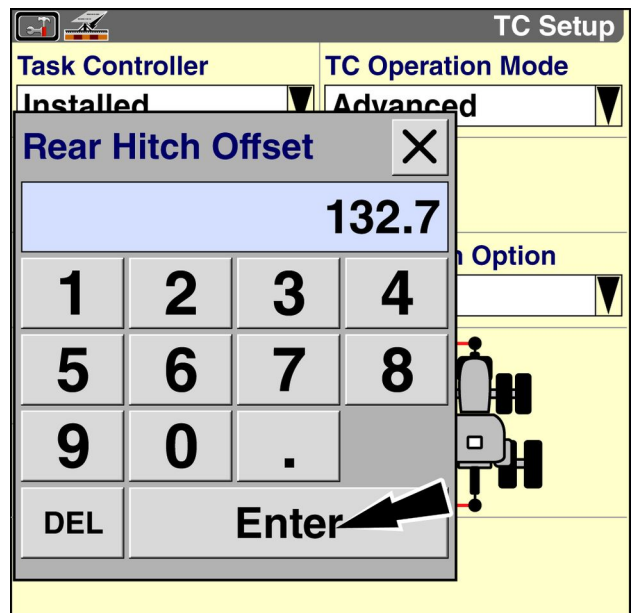 TC Setup
Task Controller
TC Operation Mode
Installed
Advanced
Rear Hitch Offset
132.7
Option
1 2 3 4
5 6 7 8
9 0 .
DEL Enter